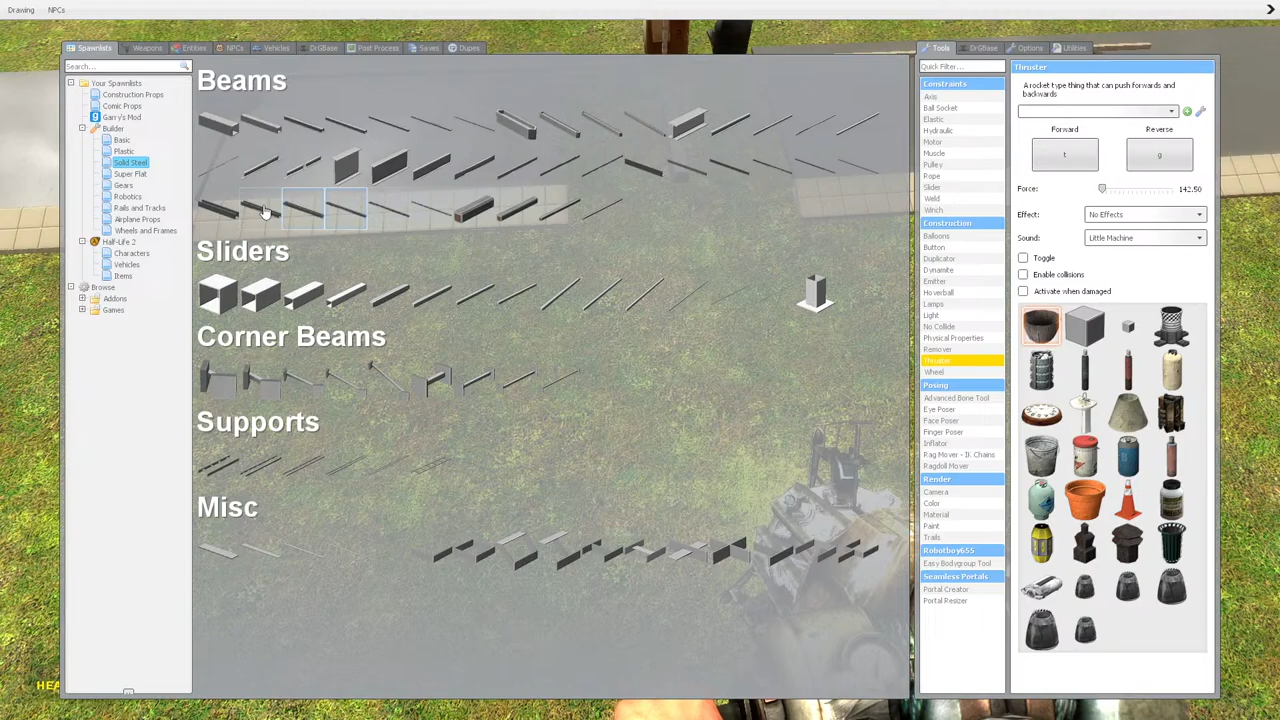 Drawing NPCs
Spawnlists Weapons Entities NPCs Vehicles DrGBase Post Process Saves Dupes
Search...
Your Spawnlists
Construction Props
Comic Props
Garry's Mod
Builder
Basic
Plastic
Solid Steel
Super Flat
Gears
Robotics
Rails and Tracks
Airplane Props
Wheels and Frames
Half-Life 2
Characters
Vehicles
Items
Browse
Addons
Games
Beams
Sliders
Corner Beams
Supports
Misc
Tools DrGBase Options Utilities
Quick Filter...
Constraints
Axis
Ball Socket
Elastic
Hydraulic
Motor
Muscle
Pulley
Rope
Slider
Weld
Winch
Construction
Balloons
Button
Duplicator
Dynamite
Emitter
Hoverball
Lamps
Light
No Collide
Physical Properties
Remover
Thruster
Wheel
Posing
Advanced Bone Tool
Eye Poser
Face Poser
Finger Poser
Inflator
Rag Mover - IK Chains
Ragdoll Mover
Render
Camera
Color
Material
Paint
Trails
Robotboy655
Easy Bodygroup Tool
Seamless Portals
Portal Creator
Portal Resizer
Thruster
A rocket type thing that can push forwards and
backwards
Forward Reverse
t g
Force: 142.50
Effect: No Effects
Sound: Little Machine
Toggle
Enable collisions
Activate when damaged
HEA